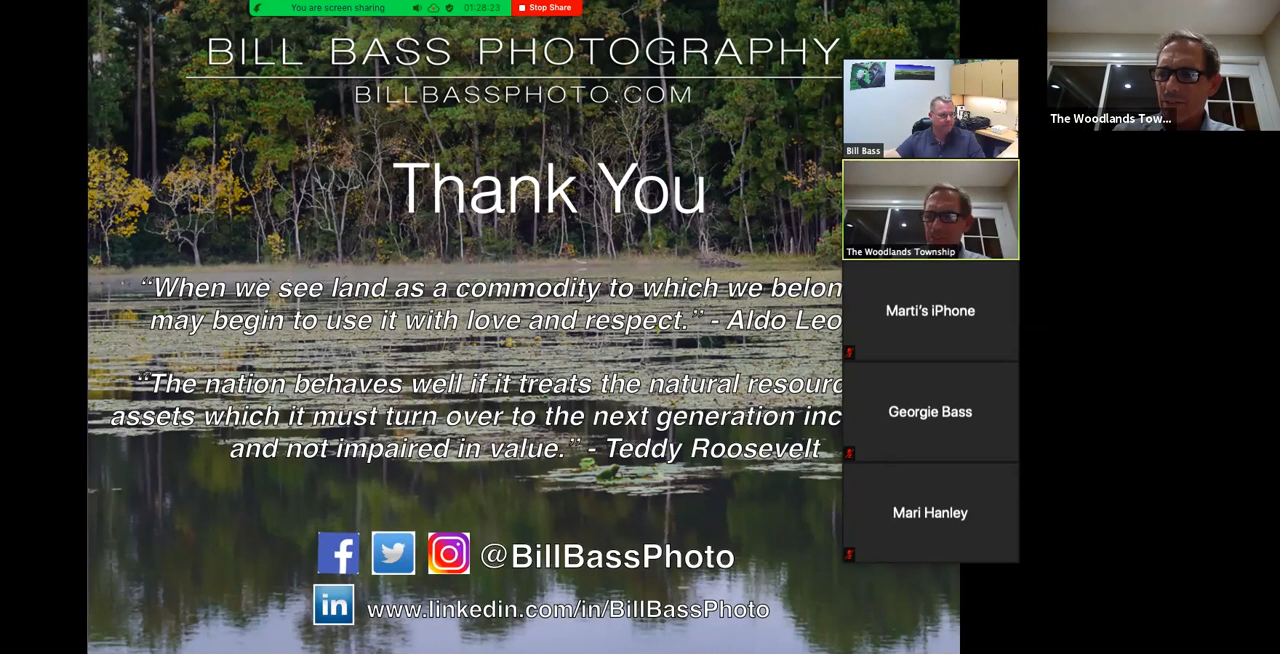 You are screen sharing
01:28:23
Stop Share
BILL BASS PHOTOGRAPHY
BILLBASSPHOTO.COM
Thank You
“When we see land as a commodity to which we belon
may begin to use it with love and respect.” - Aldo Leo
“The nation behaves well if it treats the natural resourc
assets which it must turn over to the next generation inc
and not impaired in value.” - Teddy Roosevelt
@BillBassPhoto
in www.linkedin.com/in/BillBassPhoto
Bill Bass
The Woodlands Township
Marti’s iPhone
Georgie Bass
Mari Hanley
The Woodlands Tow...